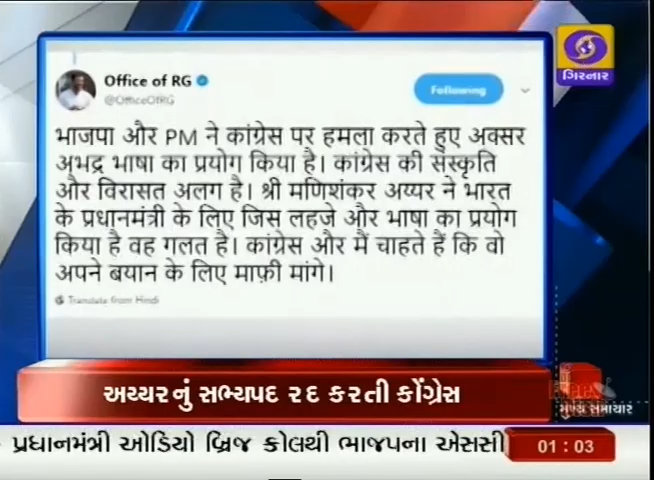 ગિરનાર
Office of RG
@OfficeOfRG
Following
भाजपा और PM ने कांग्रेस पर हमला करते हुए अक्सर
अभद्र भाषा का प्रयोग किया है। कांग्रेस की संस्कृति
और विरासत अलग है। श्री मणिशंकर अय्यर ने भारत
के प्रधानमंत्री के लिए जिस लहजे और भाषा का प्रयोग
किया है वह गलत है। कांग्रेस और मैं चाहते हैं कि वो
अपने बयान के लिए माफ़ी मांगे।
Translate from Hindi
અય્યરનું સભ્યપદ રદ કરતી કોંગ્રેસ
મુખ્ય સમાચાર
પ્રધાનમંત્રી ઓડિયો બ્રિજ કોલથી ભાજપના એસસી
01 : 03